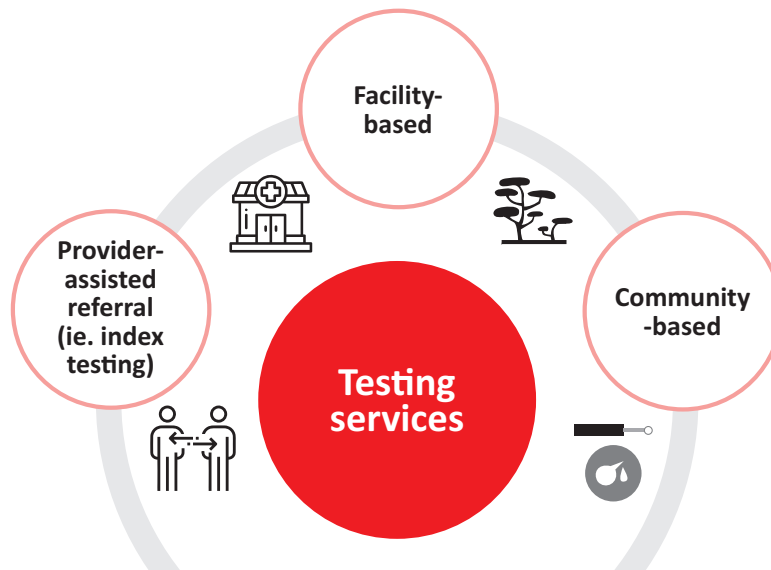 Facility-
based
Provider-
assisted
referral
(ie. index
testing)
Community
-based
Testing
services